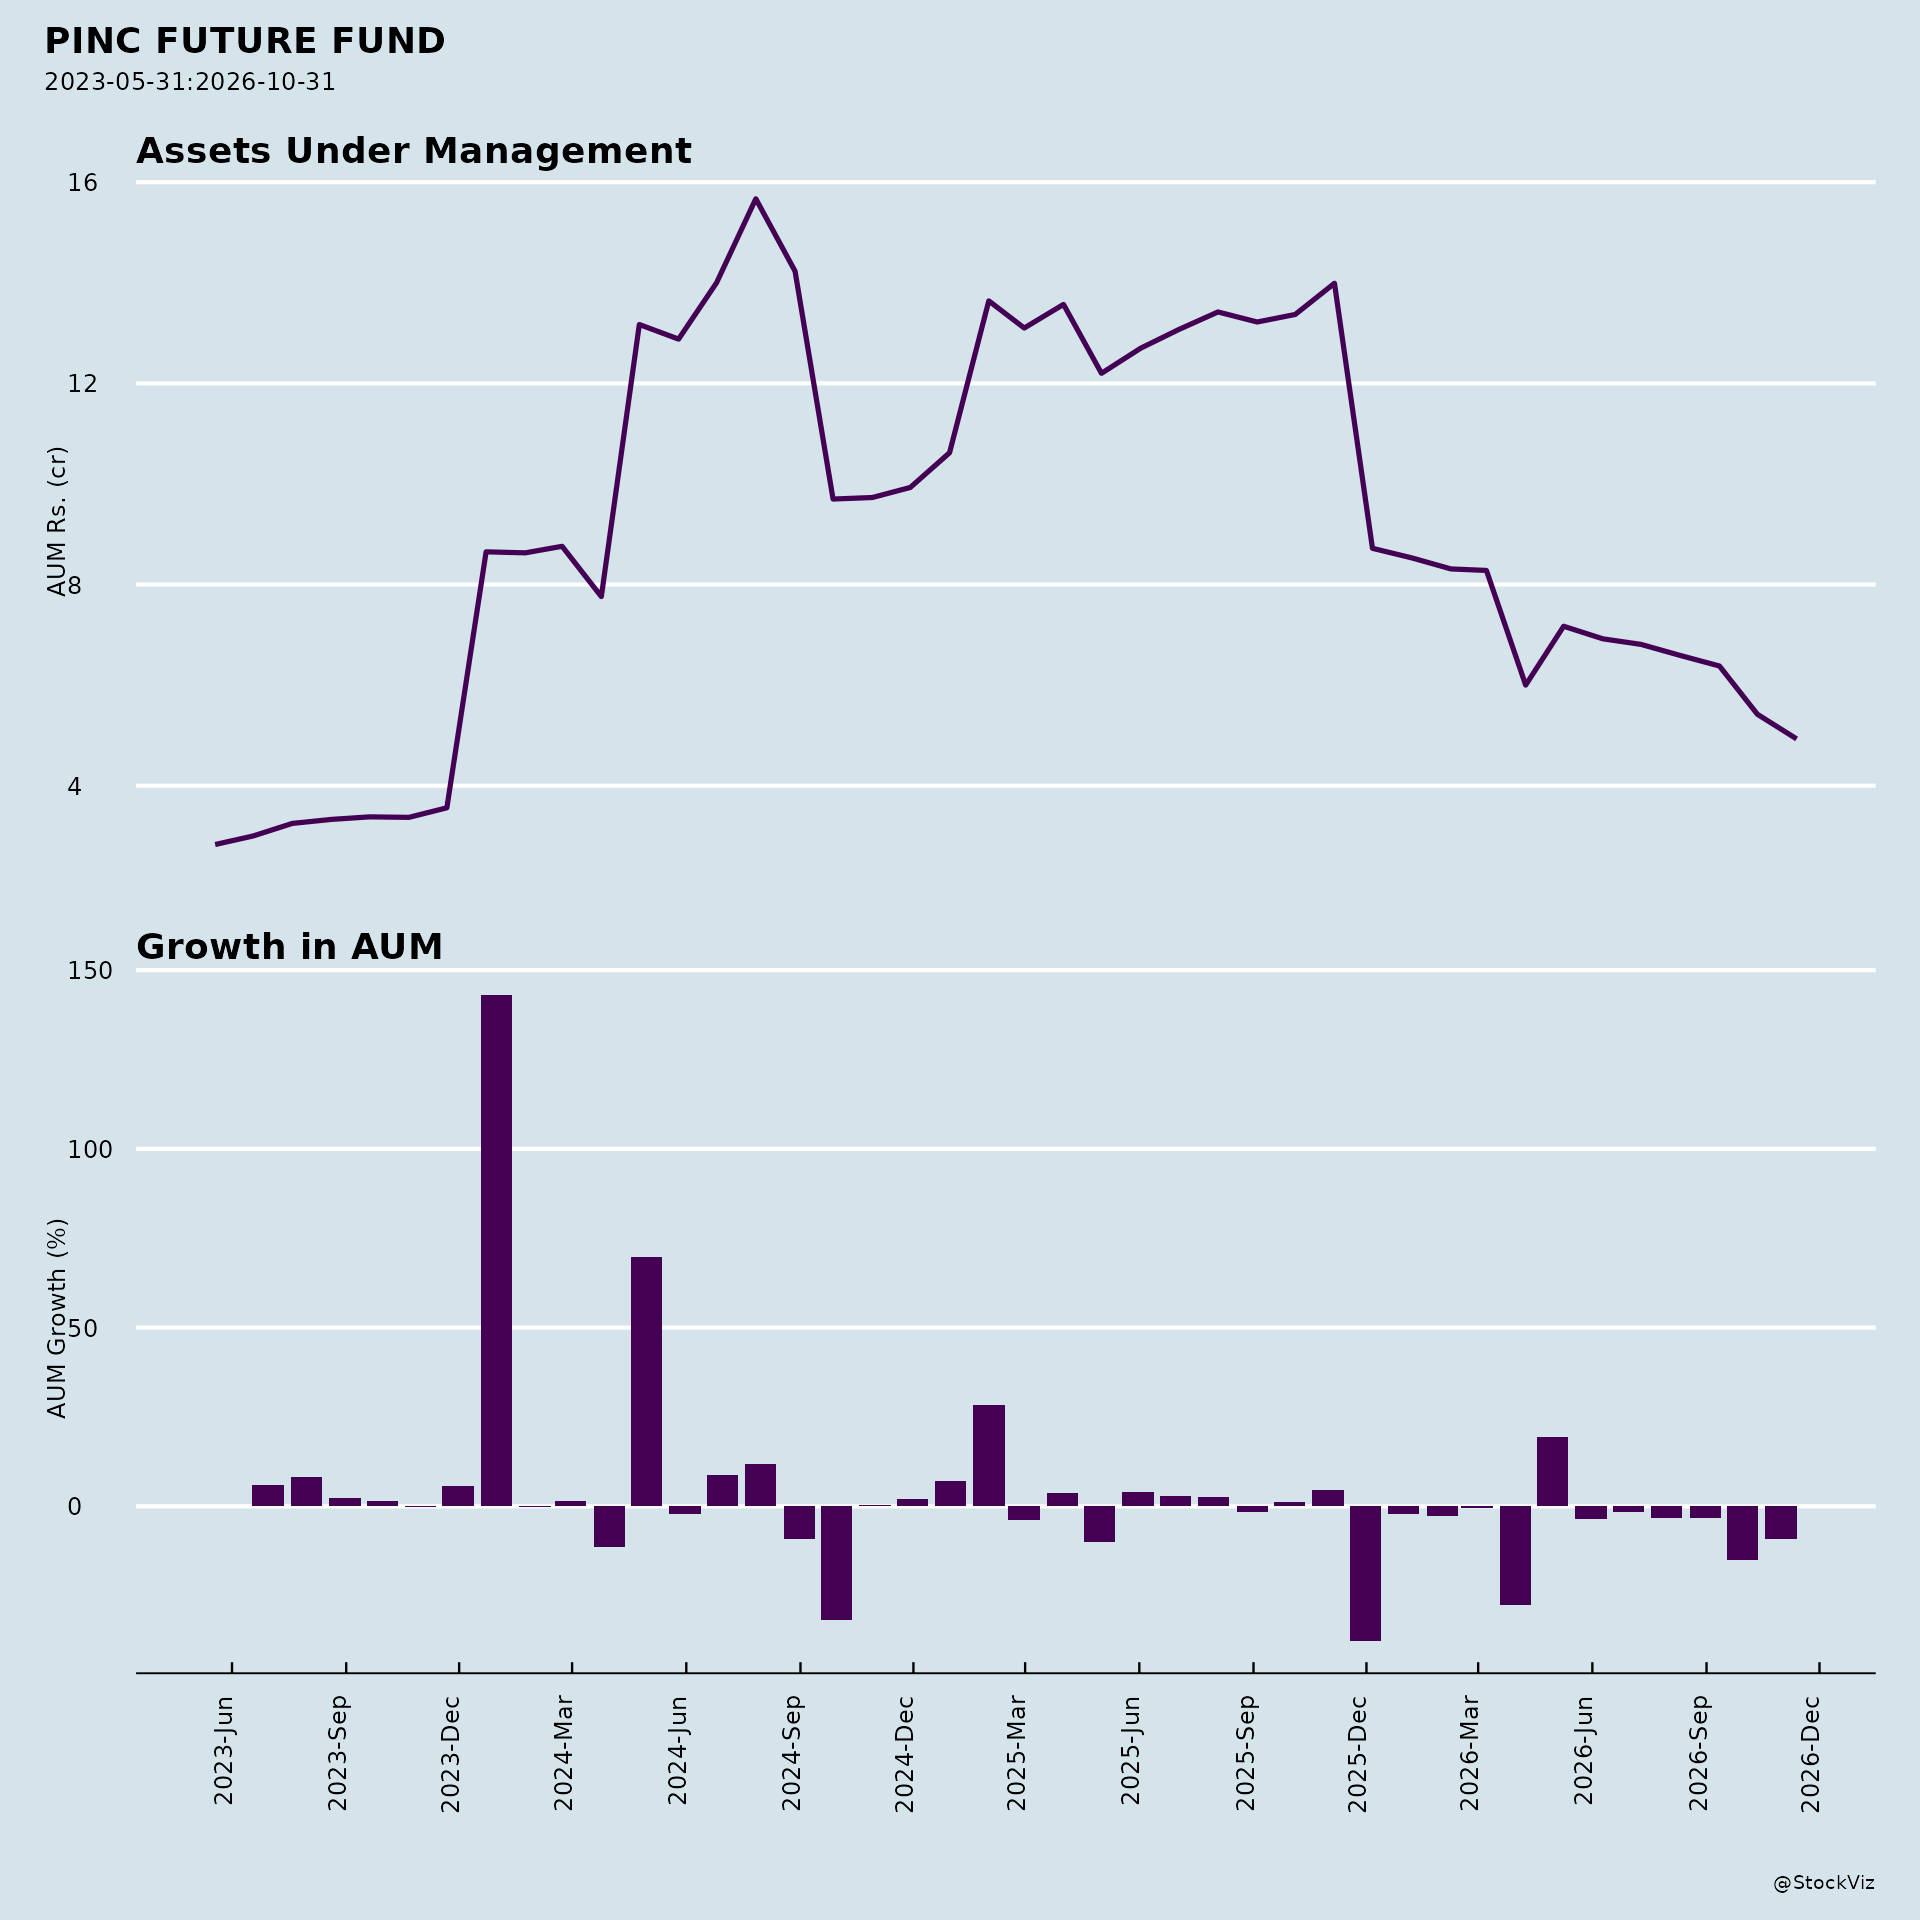 PINC FUTURE FUND
2023-05-31:2026-10-31
Assets Under Management
16
12
8
4
AUM Rs. (cr)
Growth in AUM
150
100
50
0
AUM Growth (%)
2023-Jun
2023-Sep
2023-Dec
2024-Mar
2024-Jun
2024-Sep
2024-Dec
2025-Mar
2025-Jun
2025-Sep
2025-Dec
2026-Mar
2026-Jun
2026-Sep
2026-Dec
@StockViz